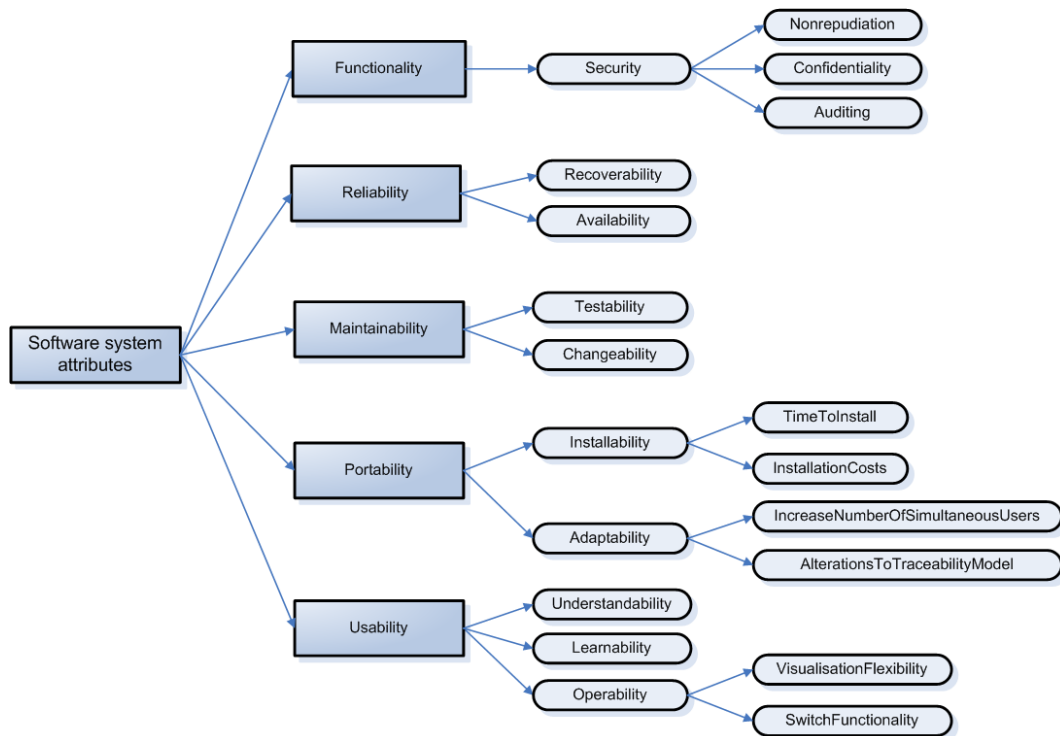 Software system
attributes
Functionality
Security
Nonrepudiation
Confidentiality
Auditing
Reliability
Recoverability
Availability
Maintainability
Testability
Changeability
Portability
Installability
TimeToInstall
InstallationCosts
Adaptability
IncreaseNumberOfSimultaneousUsers
AlterationsToTraceabilityModel
Usability
Understandability
Learnability
Operability
VisualisationFlexibility
SwitchFunctionality